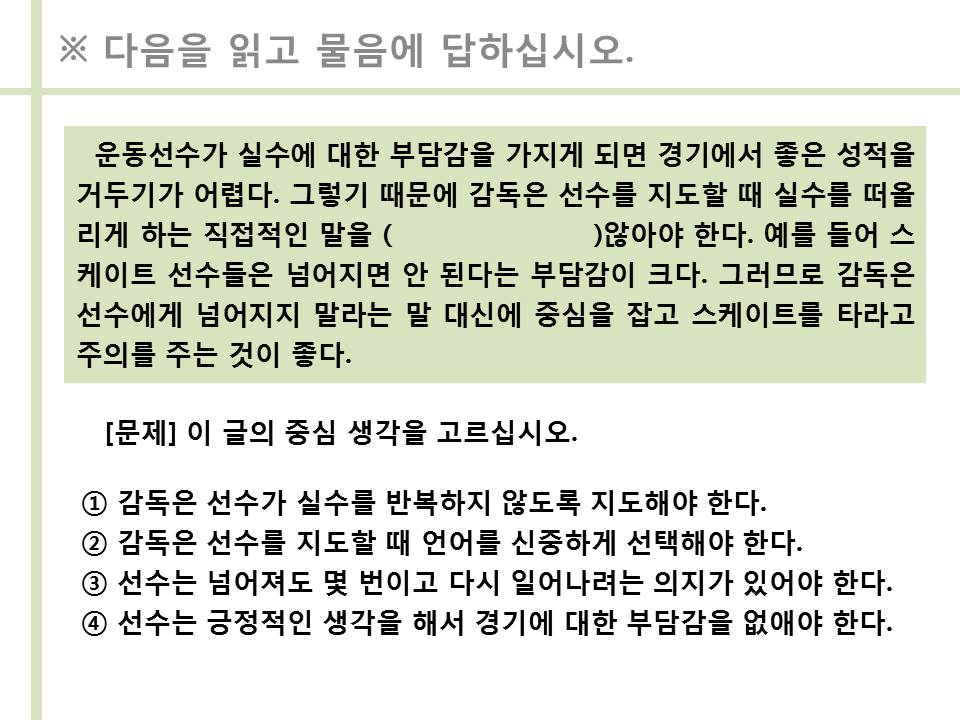 ※ 다음을 읽고 물음에 답하십시오.
운동선수가 실수에 대한 부담감을 가지게 되면 경기에서 좋은 성적을
거두기가 어렵다. 그렇기 때문에 감독은 선수를 지도할 때 실수를 떠올
리게 하는 직접적인 말을 ( )않아야 한다. 예를 들어 스
케이트 선수들은 넘어지면 안 된다는 부담감이 크다. 그러므로 감독은
선수에게 넘어지지 말라는 말 대신에 중심을 잡고 스케이트를 타라고
주의를 주는 것이 좋다.
[문제] 이 글의 중심 생각을 고르십시오.
① 감독은 선수가 실수를 반복하지 않도록 지도해야 한다.
② 감독은 선수를 지도할 때 언어를 신중하게 선택해야 한다.
③ 선수는 넘어져도 몇 번이고 다시 일어나려는 의지가 있어야 한다.
④ 선수는 긍정적인 생각을 해서 경기에 대한 부담감을 없애야 한다.